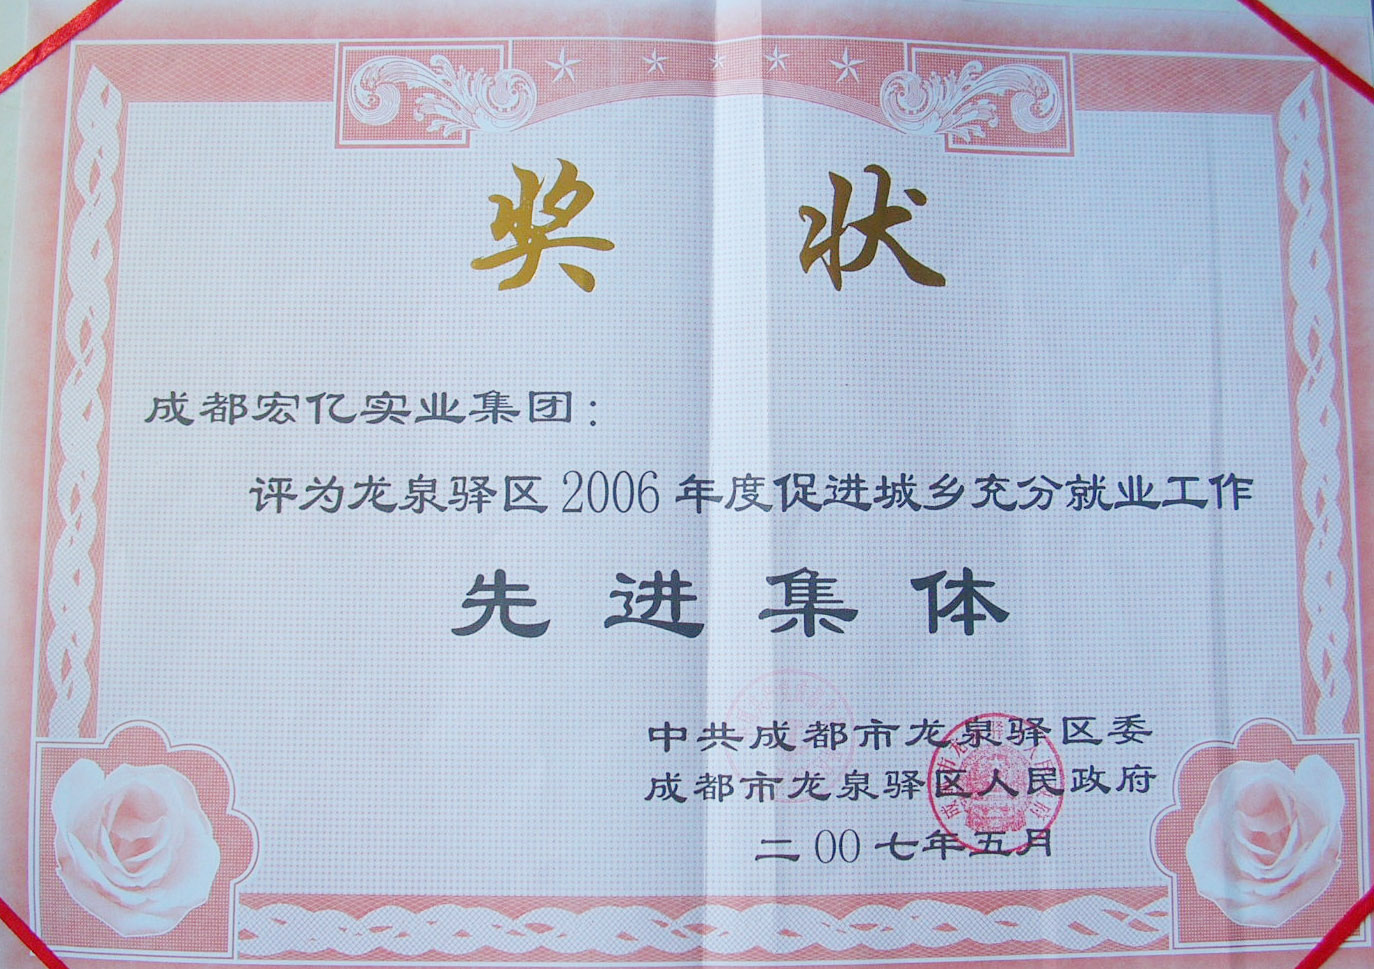 奖状
成都宏亿实业集团：
评为龙泉驿区2006年度促进城乡充分就业工作
先进集体
中共成都市龙泉驿区委
成都市龙泉驿区人民政府
二00七年五月